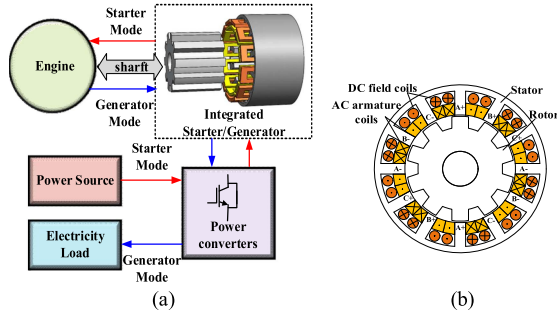 Starter
Mode
Engine
sharft
Generator
Mode
Integrated
Starter/Generator
Starter
Mode
Power Source
Power
converters
Electricity
Load
Generator
Mode
(a)
DC field coils
AC armature
coils
Stator
Rotor
A+
B+
C+
A-
B-
C-
A+
B+
C+
A-
B-
C-
(b)